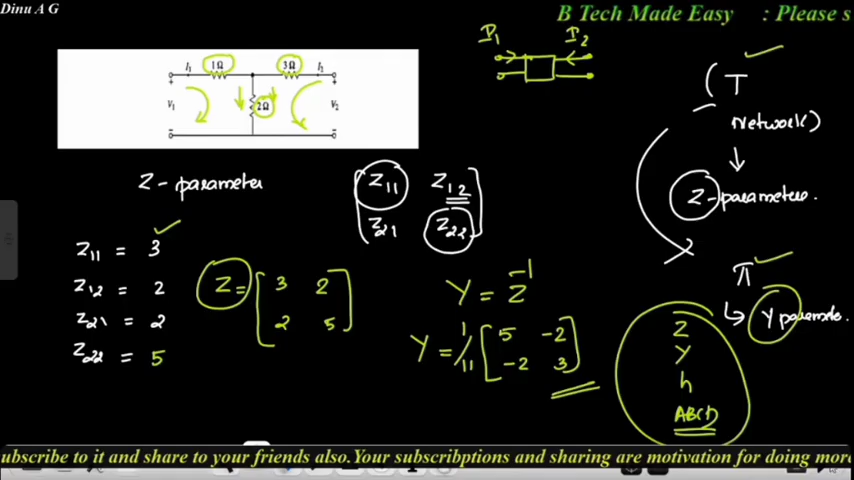 Dinu A G
B Tech Made Easy : Please s
I1 I2
I1 1Ω 3Ω I2
+ +
V1 2Ω V2
- -
(T
Network)
Z-parameters.
π
Y parameter.
Z
Y
h
ABCD
Z-parameter
Z11 Z12
Z21 Z22
Z11 = 3
Z12 = 2
Z21 = 2
Z22 = 5
Z = 3 2
2 5
Y = Z-1
Y = 1/11 5 -2
-2 3
ubscribe to it and share to your friends also.Your subscribptions and sharing are motivation for doing more